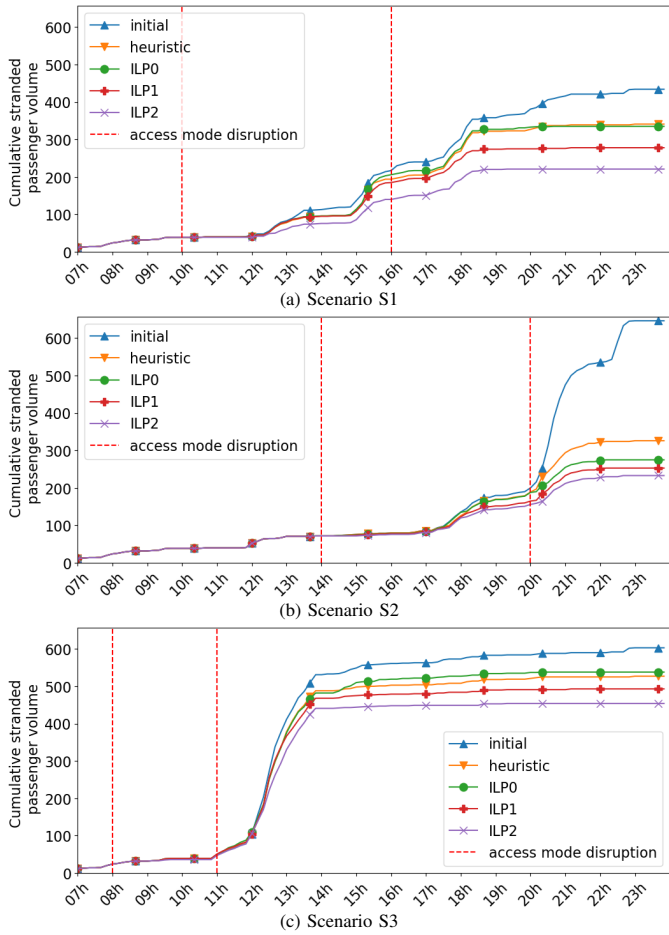 600
500
400
300
200
100
0
Cumulative stranded
passenger volume
initial
heuristic
ILP0
ILP1
ILP2
access mode disruption
07h 08h 09h 10h 11h 12h 13h 14h 15h 16h 17h 18h 19h 20h 21h 22h 23h
(a) Scenario S1
600
500
400
300
200
100
0
Cumulative stranded
passenger volume
initial
heuristic
ILP0
ILP1
ILP2
access mode disruption
07h 08h 09h 10h 11h 12h 13h 14h 15h 16h 17h 18h 19h 20h 21h 22h 23h
(b) Scenario S2
600
500
400
300
200
100
0
Cumulative stranded
passenger volume
initial
heuristic
ILP0
ILP1
ILP2
access mode disruption
07h 08h 09h 10h 11h 12h 13h 14h 15h 16h 17h 18h 19h 20h 21h 22h 23h
(c) Scenario S3